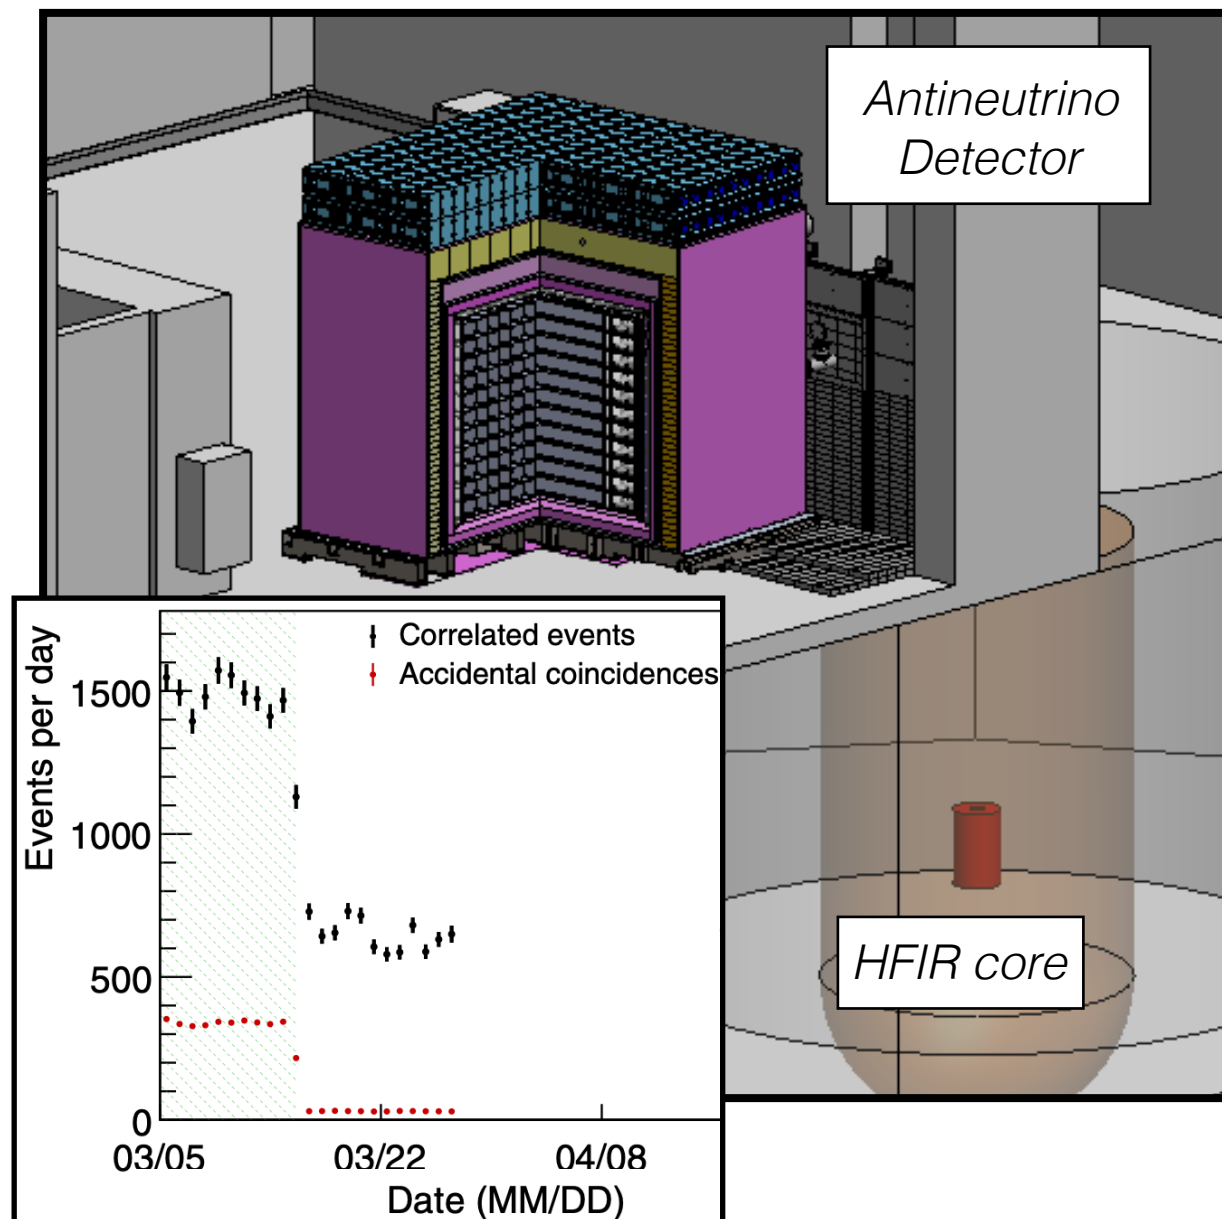 Antineutrino
Detector
HFIR core
Correlated events
Accidental coincidences
Events per day
1500
1000
500
0
03/05
03/22
04/08
Date (MM/DD)